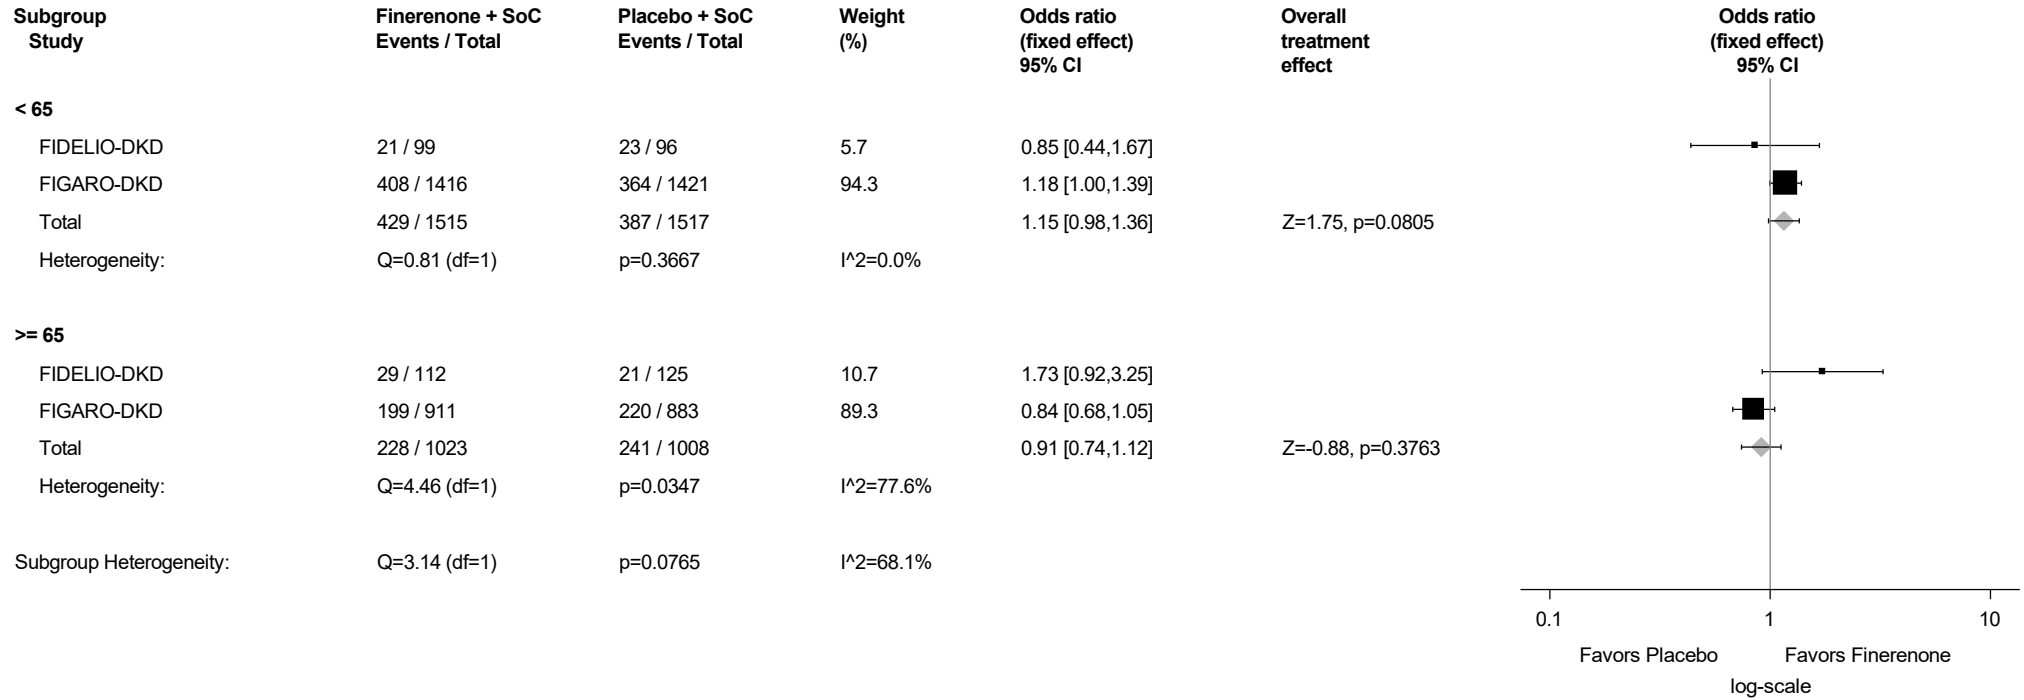 Subgroup Finerenone + SoC Placebo + SoC Weight Odds ratio Overall Odds ratio
Study Events / Total Events / Total (%) (fixed effect) treatment (fixed effect)
95% CI effect 95% CI
< 65
FIDELIO-DKD 21 / 99 23 / 96 5.7 0.85 [0.44,1.67]
FIGARO-DKD 408 / 1416 364 / 1421 94.3 1.18 [1.00,1.39]
Total 429 / 1515 387 / 1517 1.15 [0.98,1.36] Z=1.75, p=0.0805
Heterogeneity: Q=0.81 (df=1) p=0.3667 I^2=0.0%
>= 65
FIDELIO-DKD 29 / 112 21 / 125 10.7 1.73 [0.92,3.25]
FIGARO-DKD 199 / 911 220 / 883 89.3 0.84 [0.68,1.05]
Total 228 / 1023 241 / 1008 0.91 [0.74,1.12] Z=-0.88, p=0.3763
Heterogeneity: Q=4.46 (df=1) p=0.0347 I^2=77.6%
Subgroup Heterogeneity: Q=3.14 (df=1) p=0.0765 I^2=68.1%
0.1 1 10
Favors Placebo Favors Finerenone
log-scale